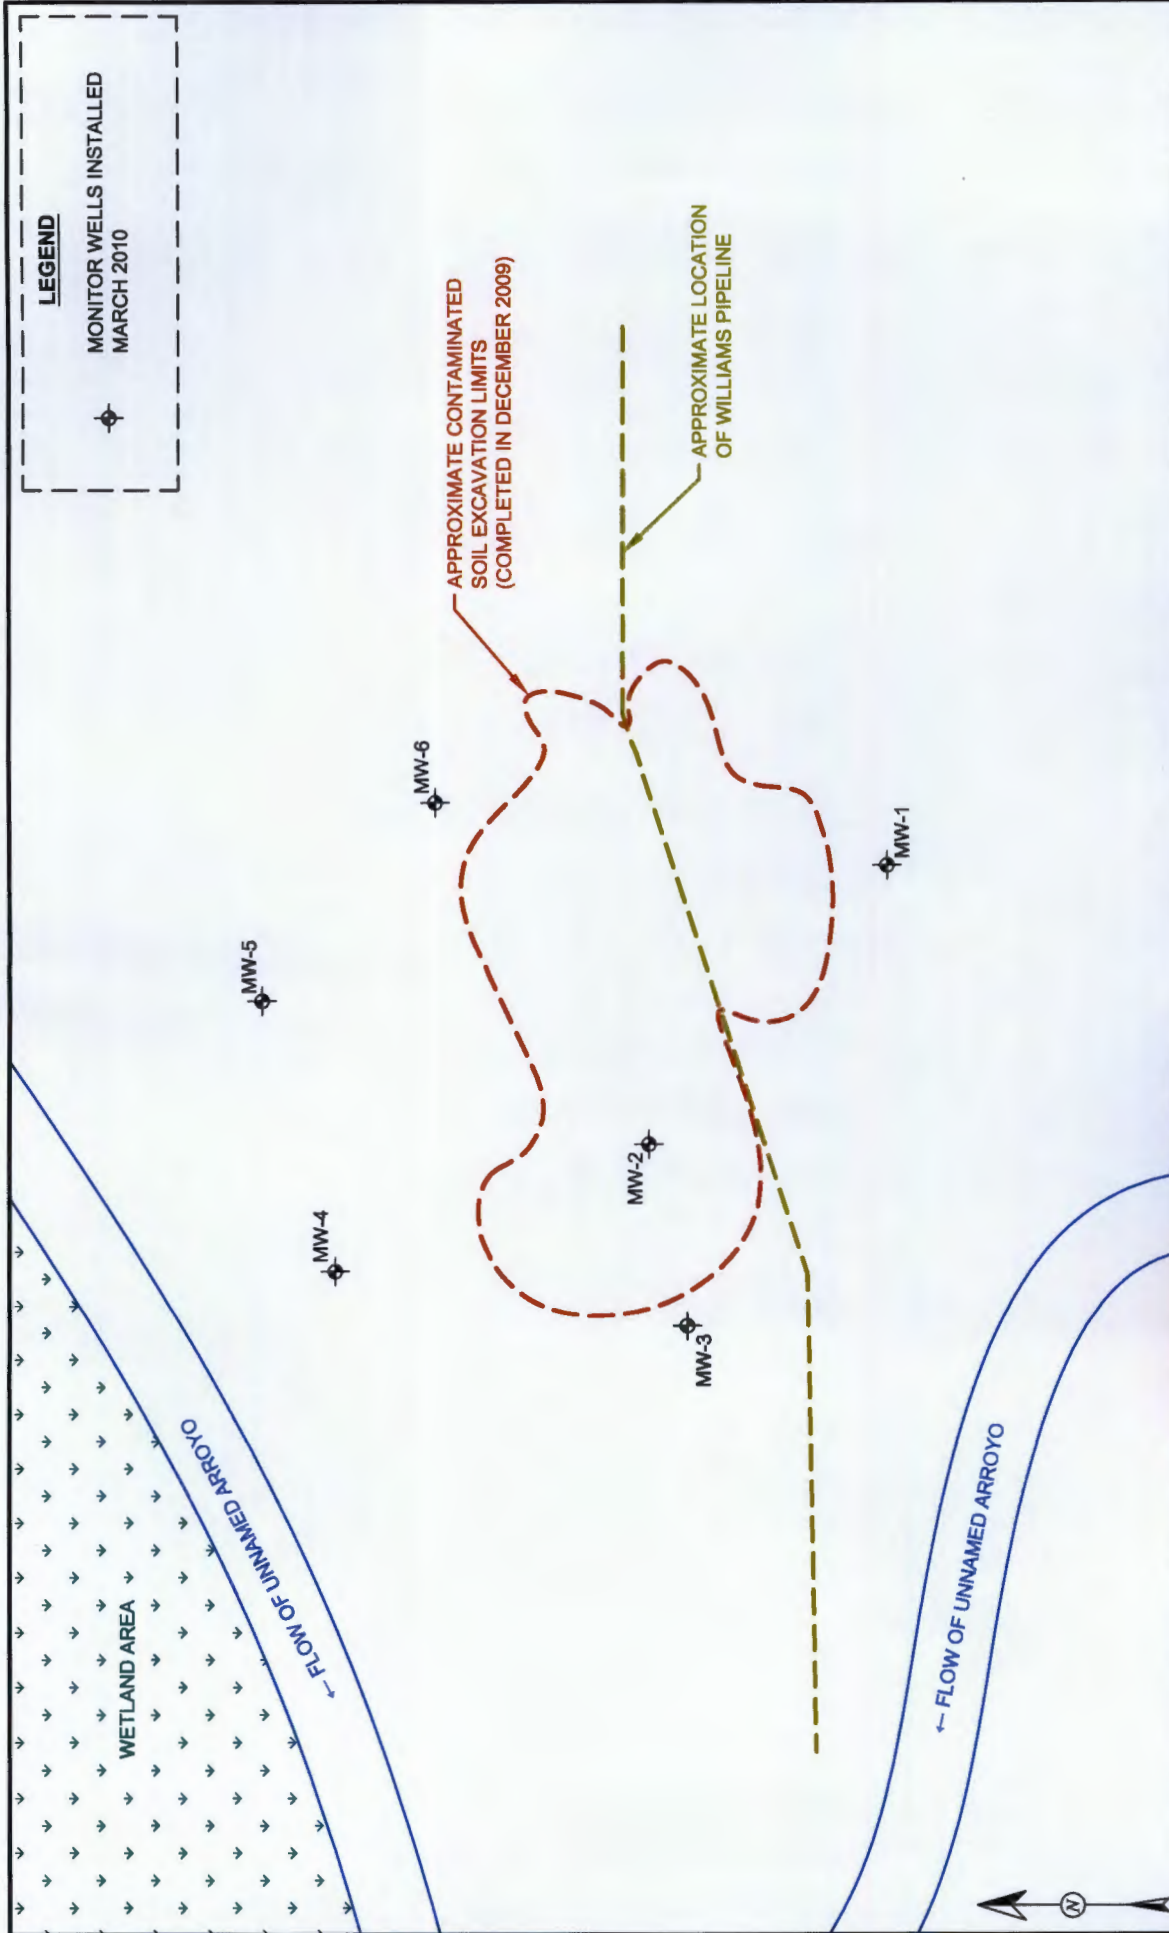 LEGEND
MONITOR WELLS INSTALLED
MARCH 2010
WETLAND AREA
← FLOW OF UNNAMED ARROYO
MW-4
MW-5
MW-6
APPROXIMATE CONTAMINATED
SOIL EXCAVATION LIMITS
(COMPLETED IN DECEMBER 2009)
MW-3
MW-2
MW-1
APPROXIMATE LOCATION
OF WILLIAMS PIPELINE
← FLOW OF UNNAMED ARROYO
N